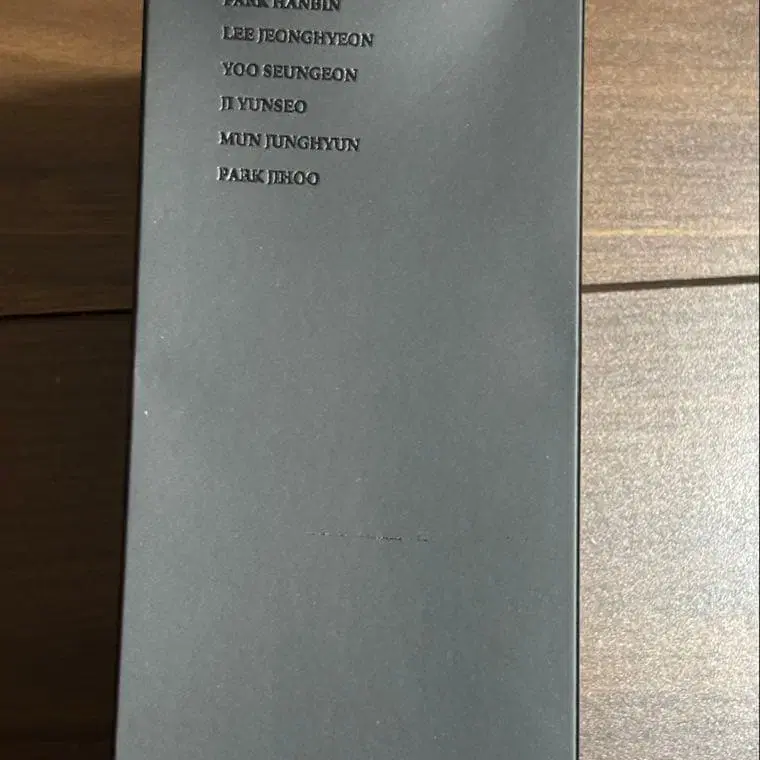 PARK HANBIN
LEE JEONGHYEON
YOO SEUNGEON
JI YUNSEO
MUN JUNGHYUN
PARK JIHOO